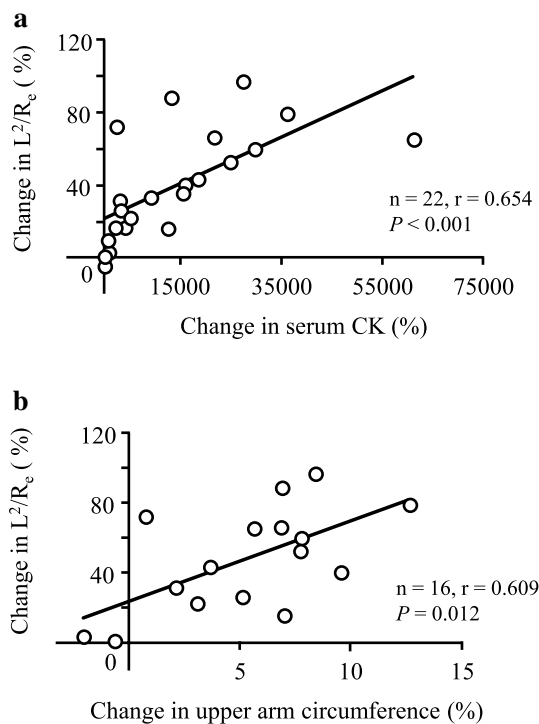 a
Change in L²/Rₑ ( %)
120
80
40
0
15000 35000 55000 75000
n = 22, r = 0.654
P < 0.001
Change in serum CK (%)
b
Change in L²/Rₑ ( %)
120
80
40
0
5 10 15
n = 16, r = 0.609
P = 0.012
Change in upper arm circumference (%)